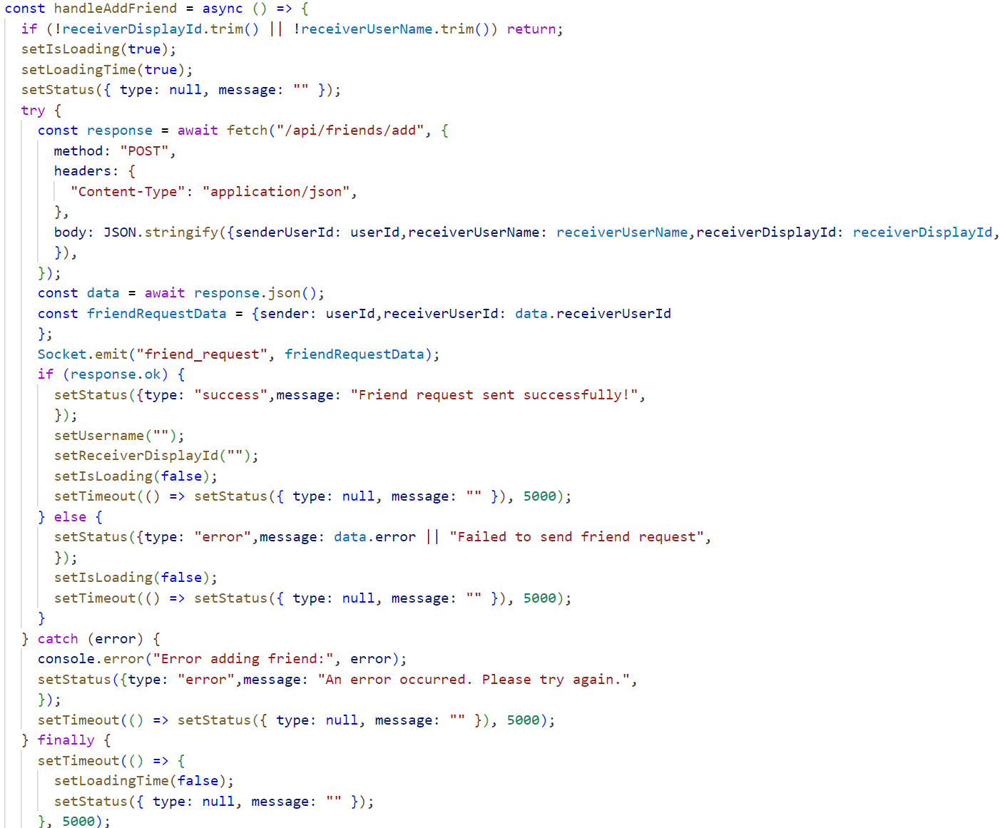 const handleAddFriend = async () => {
  if (!receiverDisplayId.trim() || !receiverUserName.trim()) return;
  setIsLoading(true);
  setLoadingTime(true);
  setStatus({ type: null, message: "" });
  try {
    const response = await fetch("/api/friends/add", {
      method: "POST",
      headers: {
        "Content-Type": "application/json",
      },
      body: JSON.stringify({senderUserId: userId,receiverUserName: receiverUserName,receiverDisplayId: receiverDisplayId,
      }),
    });
    const data = await response.json();
    const friendRequestData = {sender: userId,receiverUserId: data.receiverUserId
    };
    Socket.emit("friend_request", friendRequestData);
    if (response.ok) {
      setStatus({type: "success",message: "Friend request sent successfully!",
      });
      setUsername("");
      setReceiverDisplayId("");
      setIsLoading(false);
      setTimeout(() => setStatus({ type: null, message: "" }), 5000);
    } else {
      setStatus({type: "error",message: data.error || "Failed to send friend request",
      });
      setIsLoading(false);
      setTimeout(() => setStatus({ type: null, message: "" }), 5000);
    }
  } catch (error) {
    console.error("Error adding friend:", error);
    setStatus({type: "error",message: "An error occurred. Please try again.",
    });
    setTimeout(() => setStatus({ type: null, message: "" }), 5000);
  } finally {
    setTimeout(() => {
      setLoadingTime(false);
      setStatus({ type: null, message: "" });
    }, 5000);